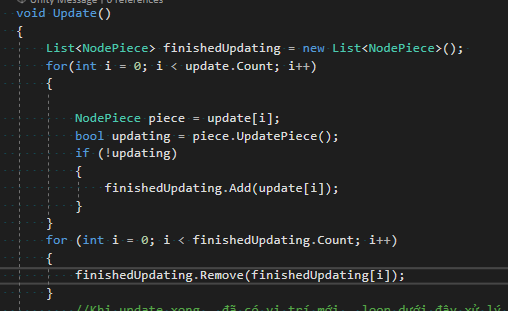 Unity Message | 0 references
void Update()
{
List<NodePiece> finishedUpdating = new List<NodePiece>();
for(int i = 0; i < update.Count; i++)
{
NodePiece piece = update[i];
bool updating = piece.UpdatePiece();
if (!updating)
{
finishedUpdating.Add(update[i]);
}
}
for (int i = 0; i < finishedUpdating.Count; i++)
{
finishedUpdating.Remove(finishedUpdating[i]);
}
//Khi update xong, đã có vị trí mới, loop dưới đây xử lý